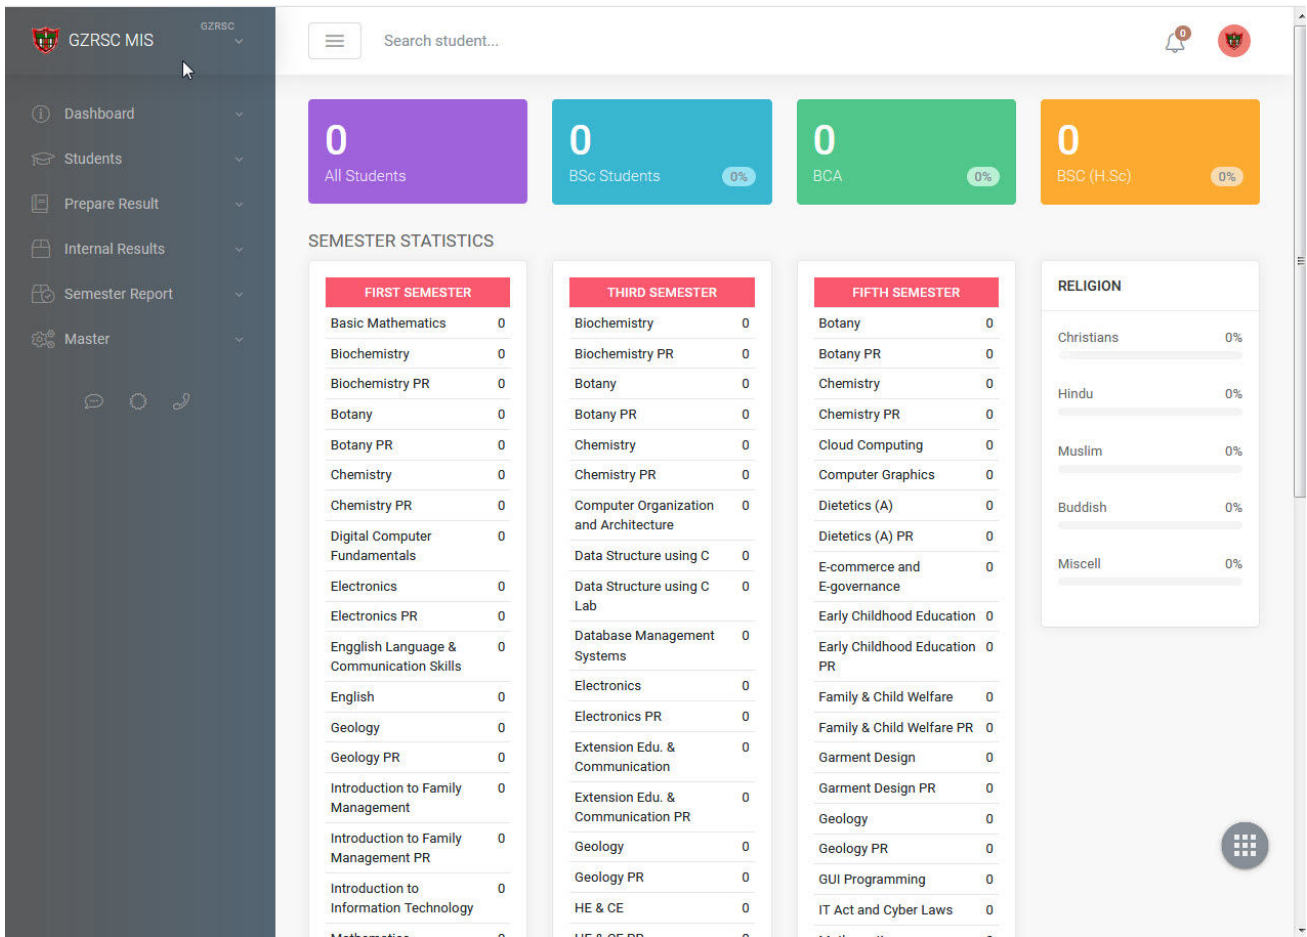 GZRSC MIS
GZRSC
Search student...
0
Dashboard
Students
Prepare Result
Internal Results
Semester Report
Master
0
All Students
0
BSc Students 0%
0
BCA 0%
0
BSC (H.Sc) 0%
SEMESTER STATISTICS
FIRST SEMESTER
Basic Mathematics 0
Biochemistry 0
Biochemistry PR 0
Botany 0
Botany PR 0
Chemistry 0
Chemistry PR 0
Digital Computer 0
Fundamentals
Electronics 0
Electronics PR 0
Engglish Language & 0
Communication Skills
English 0
Geology 0
Geology PR 0
Introduction to Family 0
Management
Introduction to Family 0
Management PR
Introduction to 0
Information Technology
THIRD SEMESTER
Biochemistry 0
Biochemistry PR 0
Botany 0
Botany PR 0
Chemistry 0
Chemistry PR 0
Computer Organization 0
and Architecture
Data Structure using C 0
Data Structure using C 0
Lab
Database Management 0
Systems
Electronics 0
Electronics PR 0
Extension Edu. & 0
Communication
Extension Edu. & 0
Communication PR
Geology 0
Geology PR 0
HE & CE 0
FIFTH SEMESTER
Botany 0
Botany PR 0
Chemistry 0
Chemistry PR 0
Cloud Computing 0
Computer Graphics 0
Dietetics (A) 0
Dietetics (A) PR 0
E-commerce and 0
E-governance
Early Childhood Education 0
Early Childhood Education 0
PR
Family & Child Welfare 0
Family & Child Welfare PR 0
Garment Design 0
Garment Design PR 0
Geology 0
Geology PR 0
GUI Programming 0
IT Act and Cyber Laws 0
RELIGION
Christians 0%
Hindu 0%
Muslim 0%
Buddish 0%
Miscell 0%